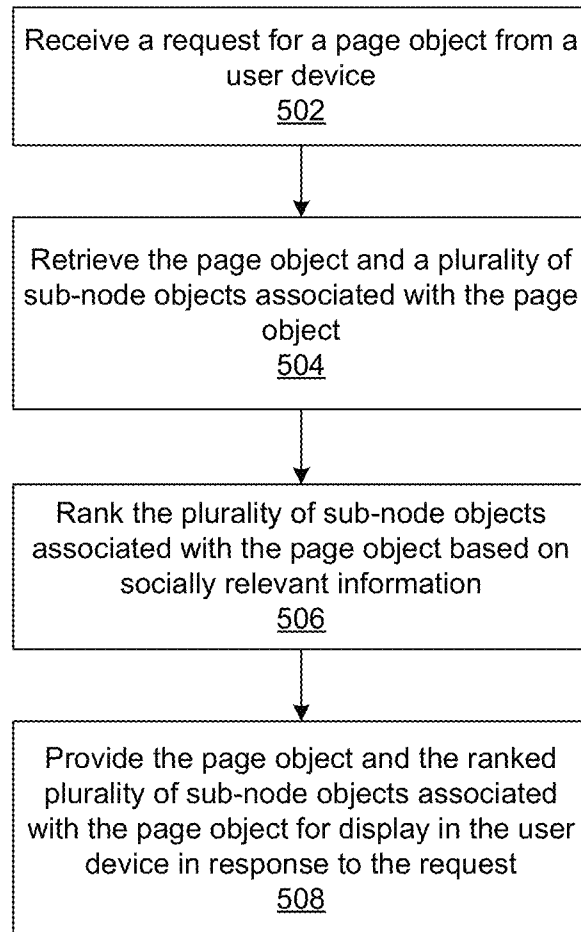 Receive a request for a page object from a
user device
502
Retrieve the page object and a plurality of
sub-node objects associated with the page
object
504
Rank the plurality of sub-node objects
associated with the page object based on
socially relevant information
506
Provide the page object and the ranked
plurality of sub-node objects associated
with the page object for display in the user
device in response to the request
508